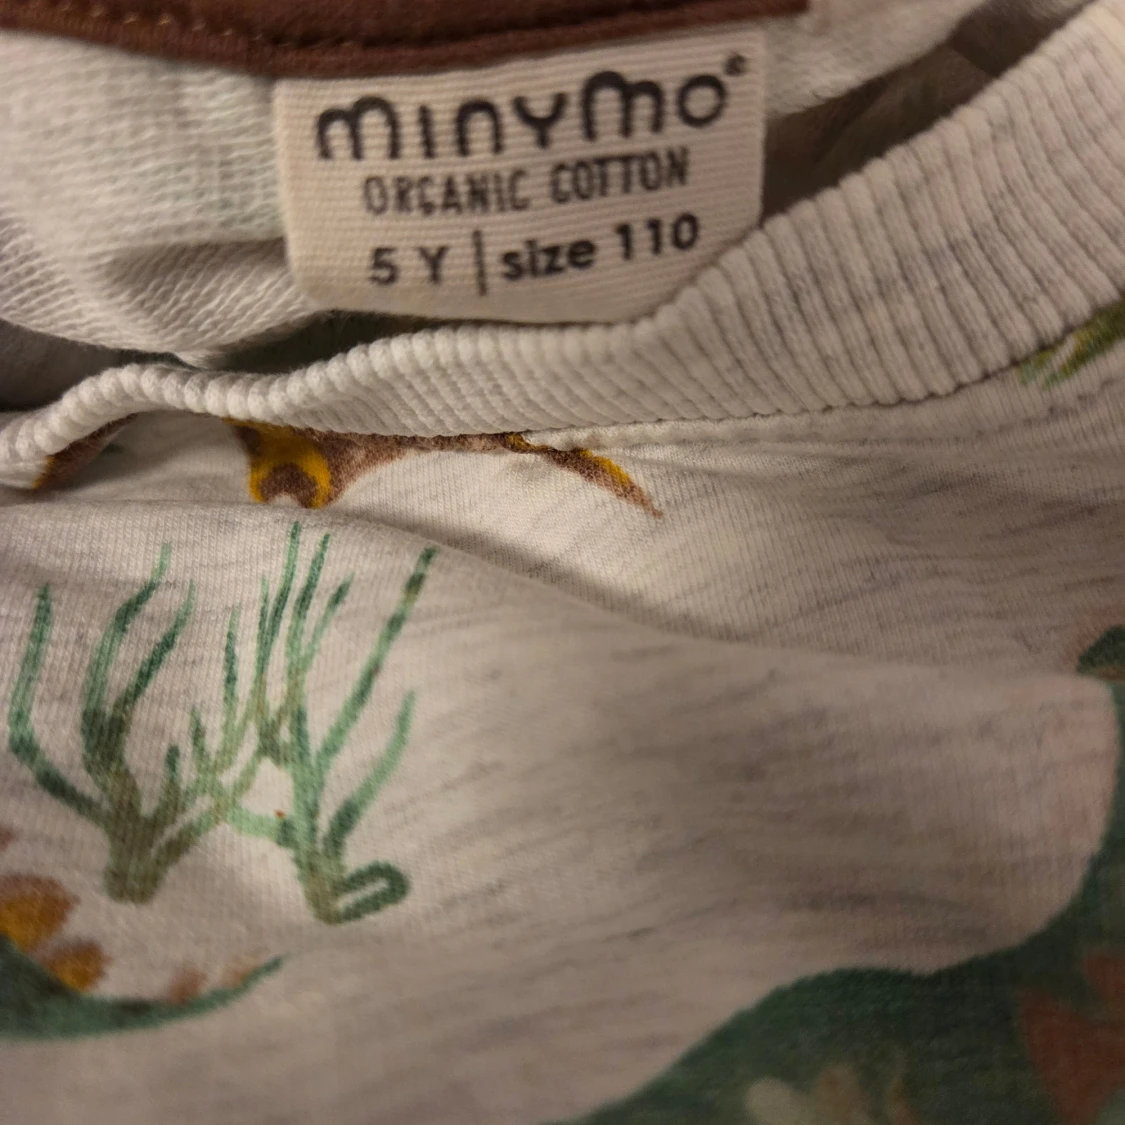 minymo®
ORGANIC COTTON
5 Y | size 110